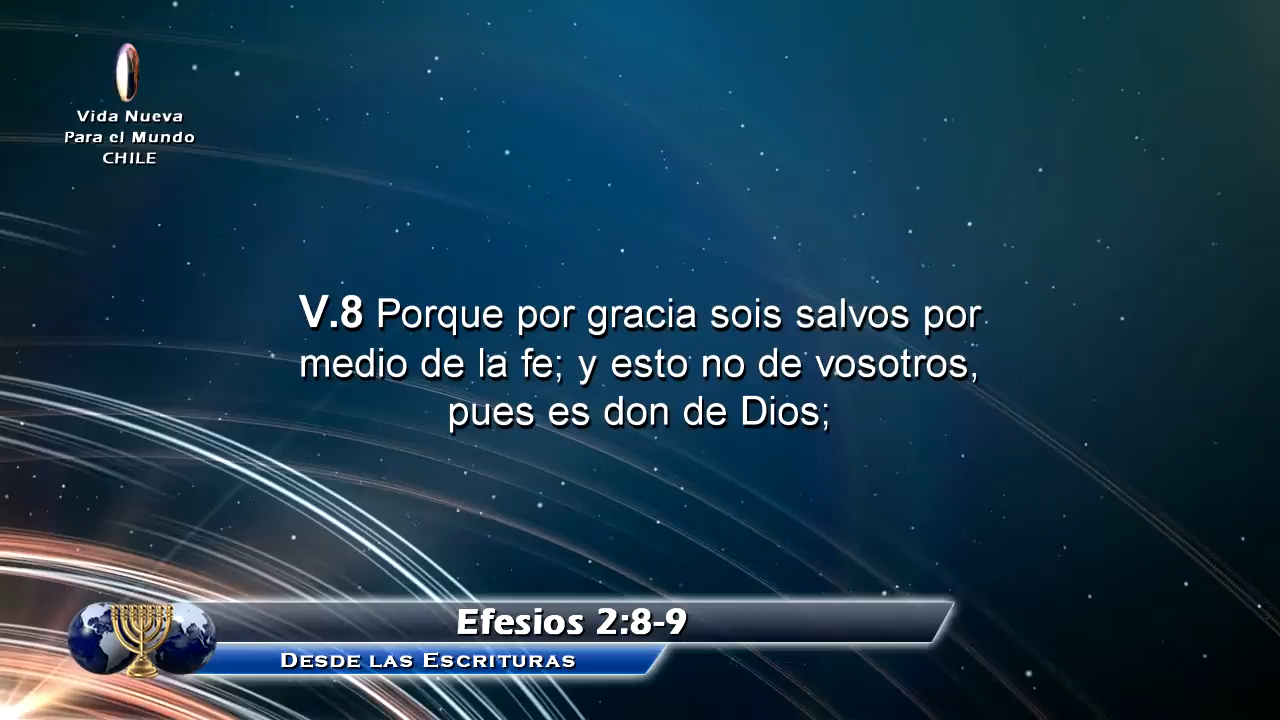 Vida Nueva
Para el Mundo
CHILE
V.8 Porque por gracia sois salvos por
medio de la fe; y esto no de vosotros,
pues es don de Dios;
Efesios 2:8-9
Desde las Escrituras